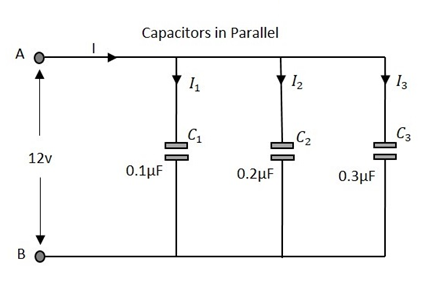 Capacitors in Parallel
A
I
I₁
I₂
I₃
C₁
C₂
C₃
12v
0.1μF
0.2μF
0.3μF
B